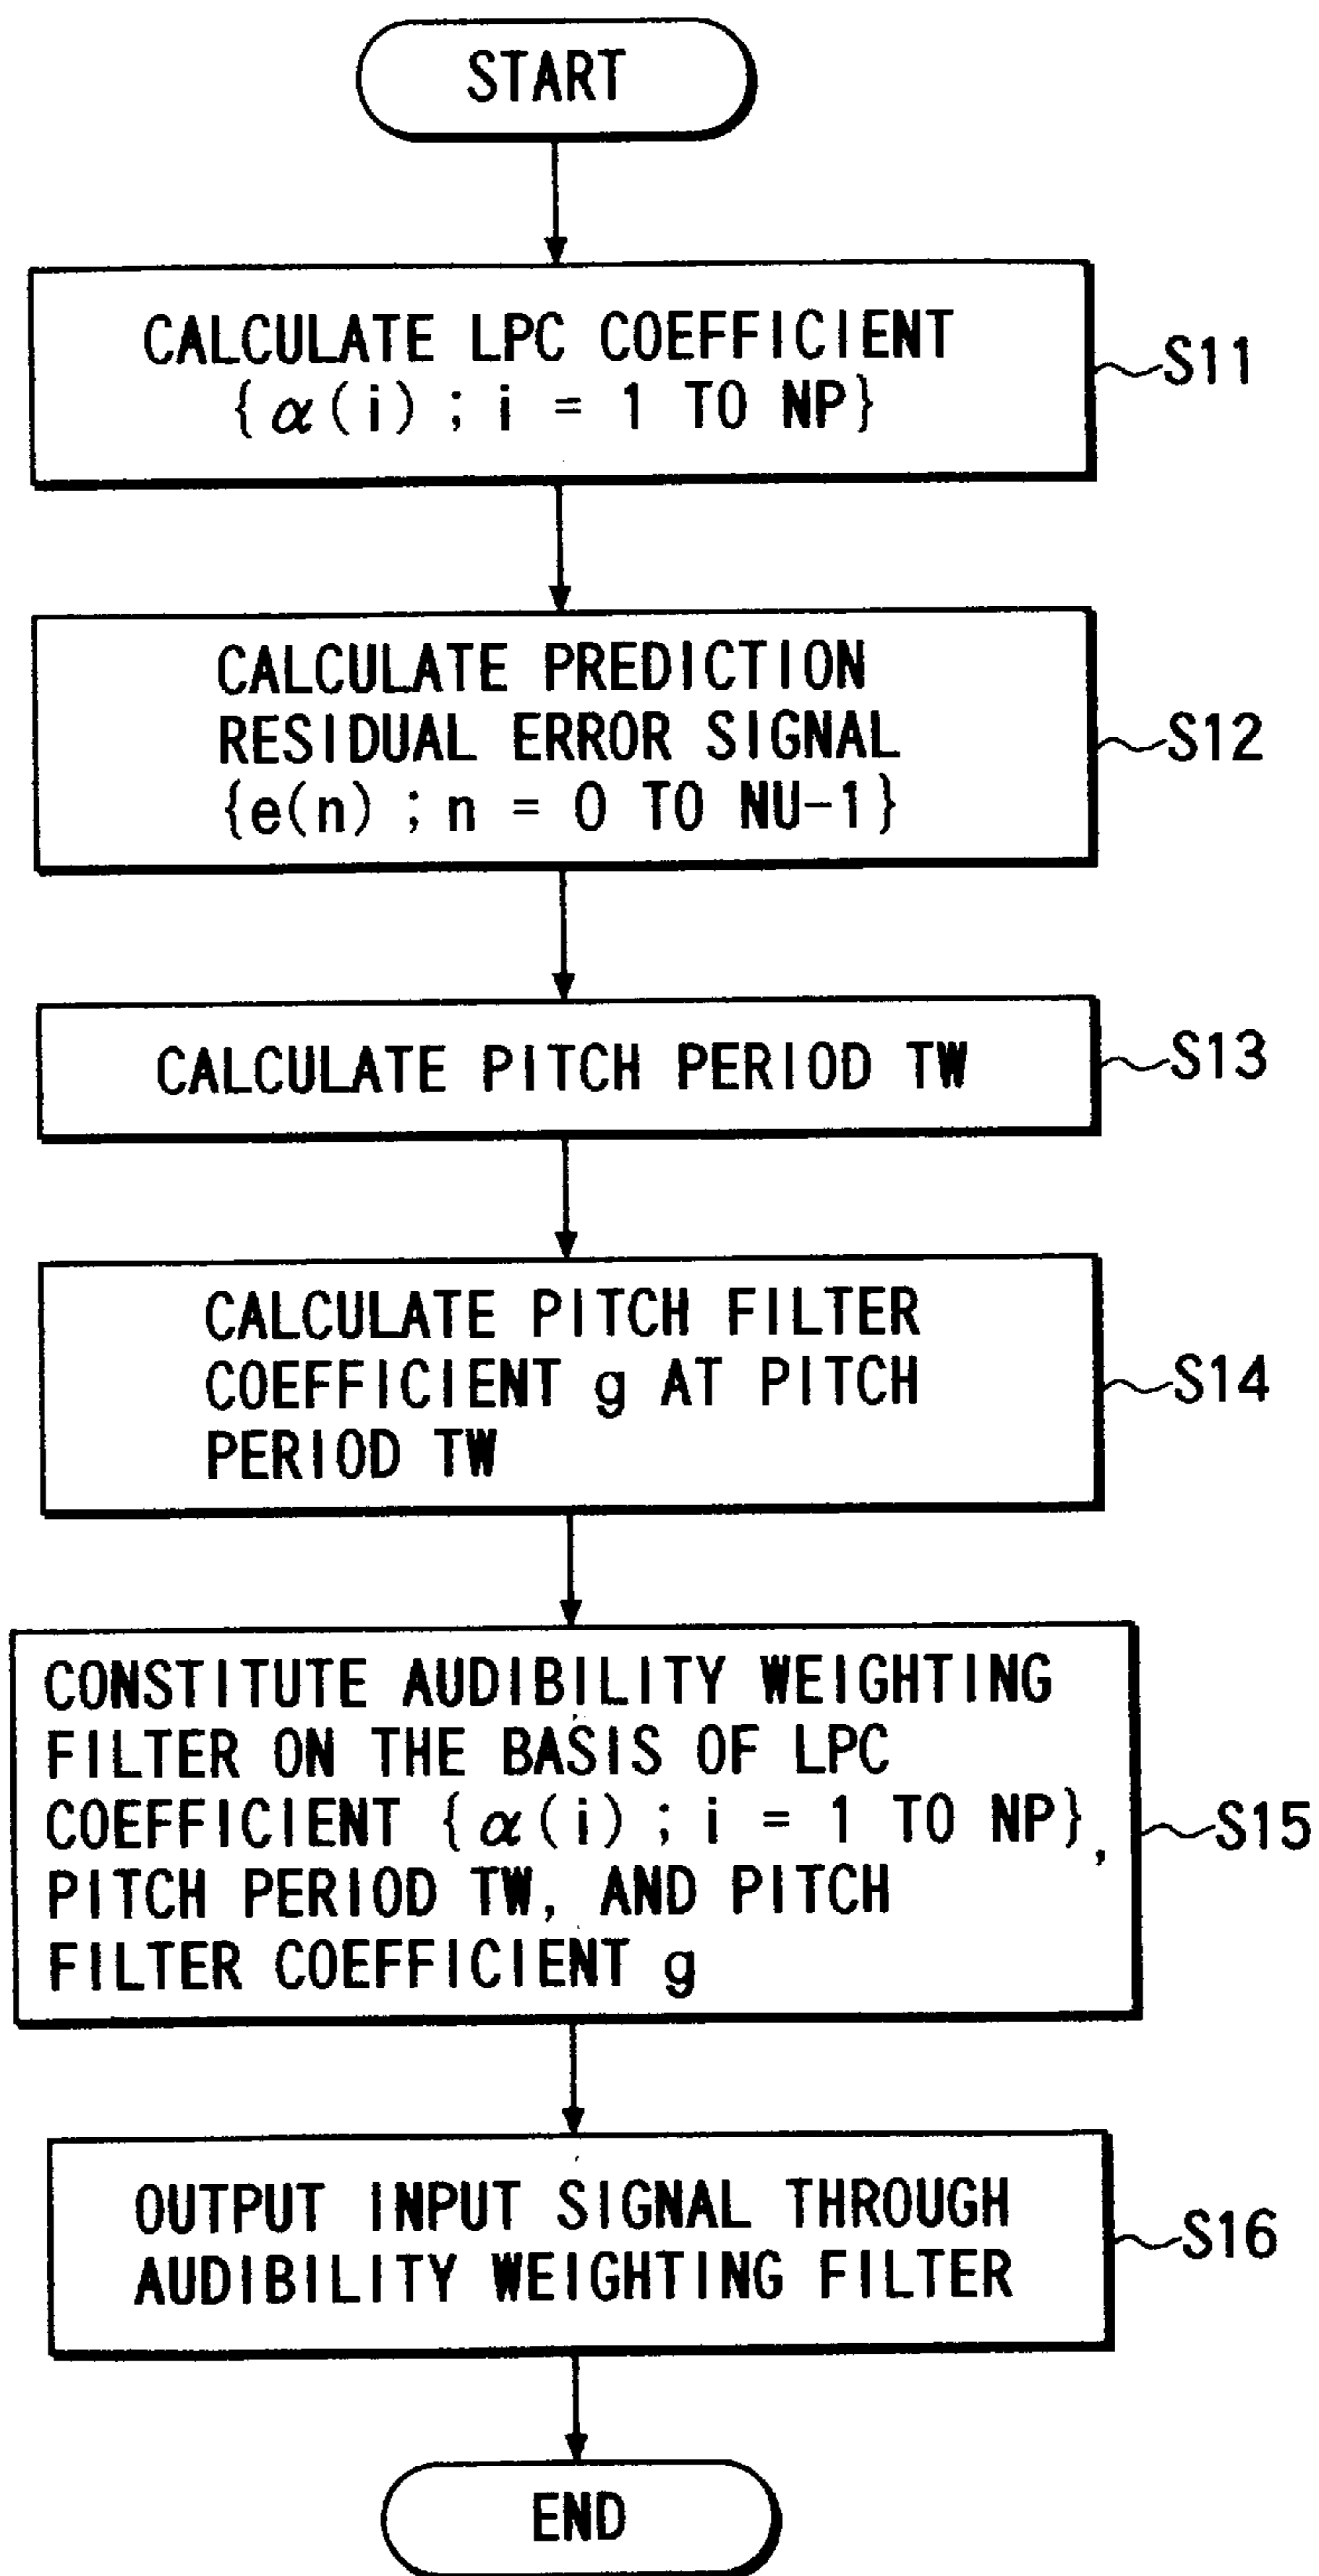 START
CALCULATE LPC COEFFICIENT
{α(i) ; i = 1 TO NP}
S11
CALCULATE PREDICTION
RESIDUAL ERROR SIGNAL
{e(n) ; n = 0 TO NU-1}
S12
CALCULATE PITCH PERIOD TW
S13
CALCULATE PITCH FILTER
COEFFICIENT g AT PITCH
PERIOD TW
S14
CONSTITUTE AUDIBILITY WEIGHTING
FILTER ON THE BASIS OF LPC
COEFFICIENT {α(i) ; i = 1 TO NP},
PITCH PERIOD TW, AND PITCH
FILTER COEFFICIENT g
S15
OUTPUT INPUT SIGNAL THROUGH
AUDIBILITY WEIGHTING FILTER
S16
END